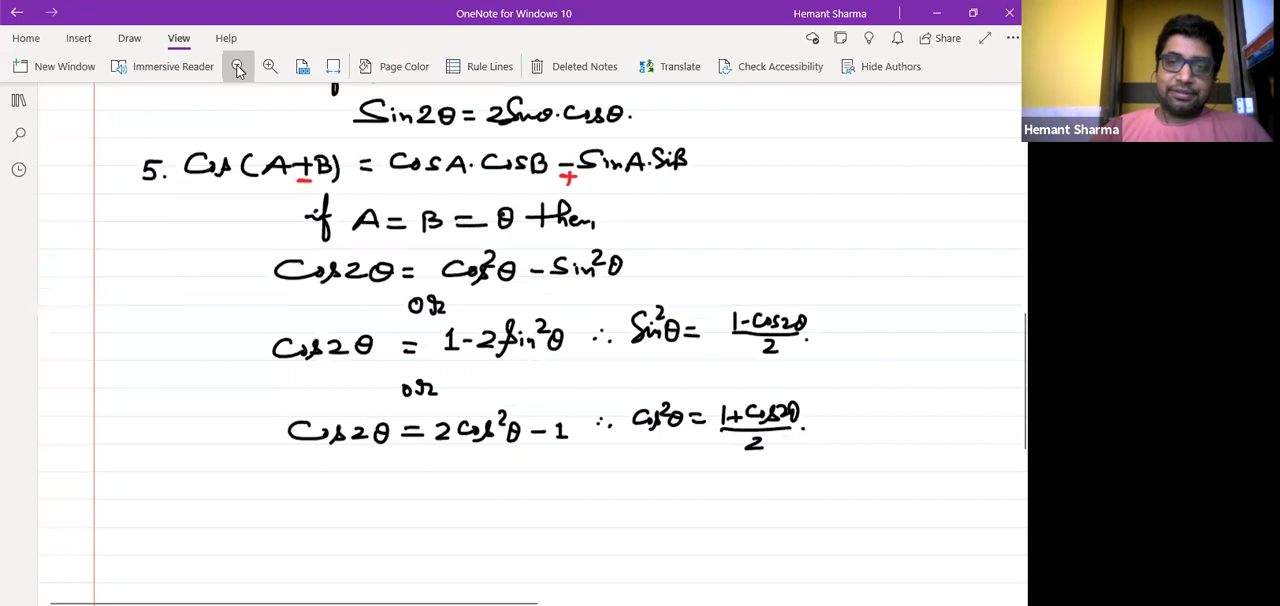 OneNote for Windows 10
Hemant Sharma
Home Insert Draw View Help
Share
New Window Immersive Reader Page Color Rule Lines Deleted Notes Translate Check Accessibility Hide Authors
Sin2θ = 2Sinθ.Cosθ.
5. Cos(A+B) = CosA.CosB - SinA.SinB
- +
if A = B = θ then,
Cos2θ = Cos²θ - Sin²θ
or
Cos2θ = 1-2Sin²θ ∴ Sin²θ = (1-Cos2θ)/2.
or
Cos2θ = 2Cos²θ - 1 ∴ Cos²θ = (1+Cos2θ)/2.
Hemant Sharma